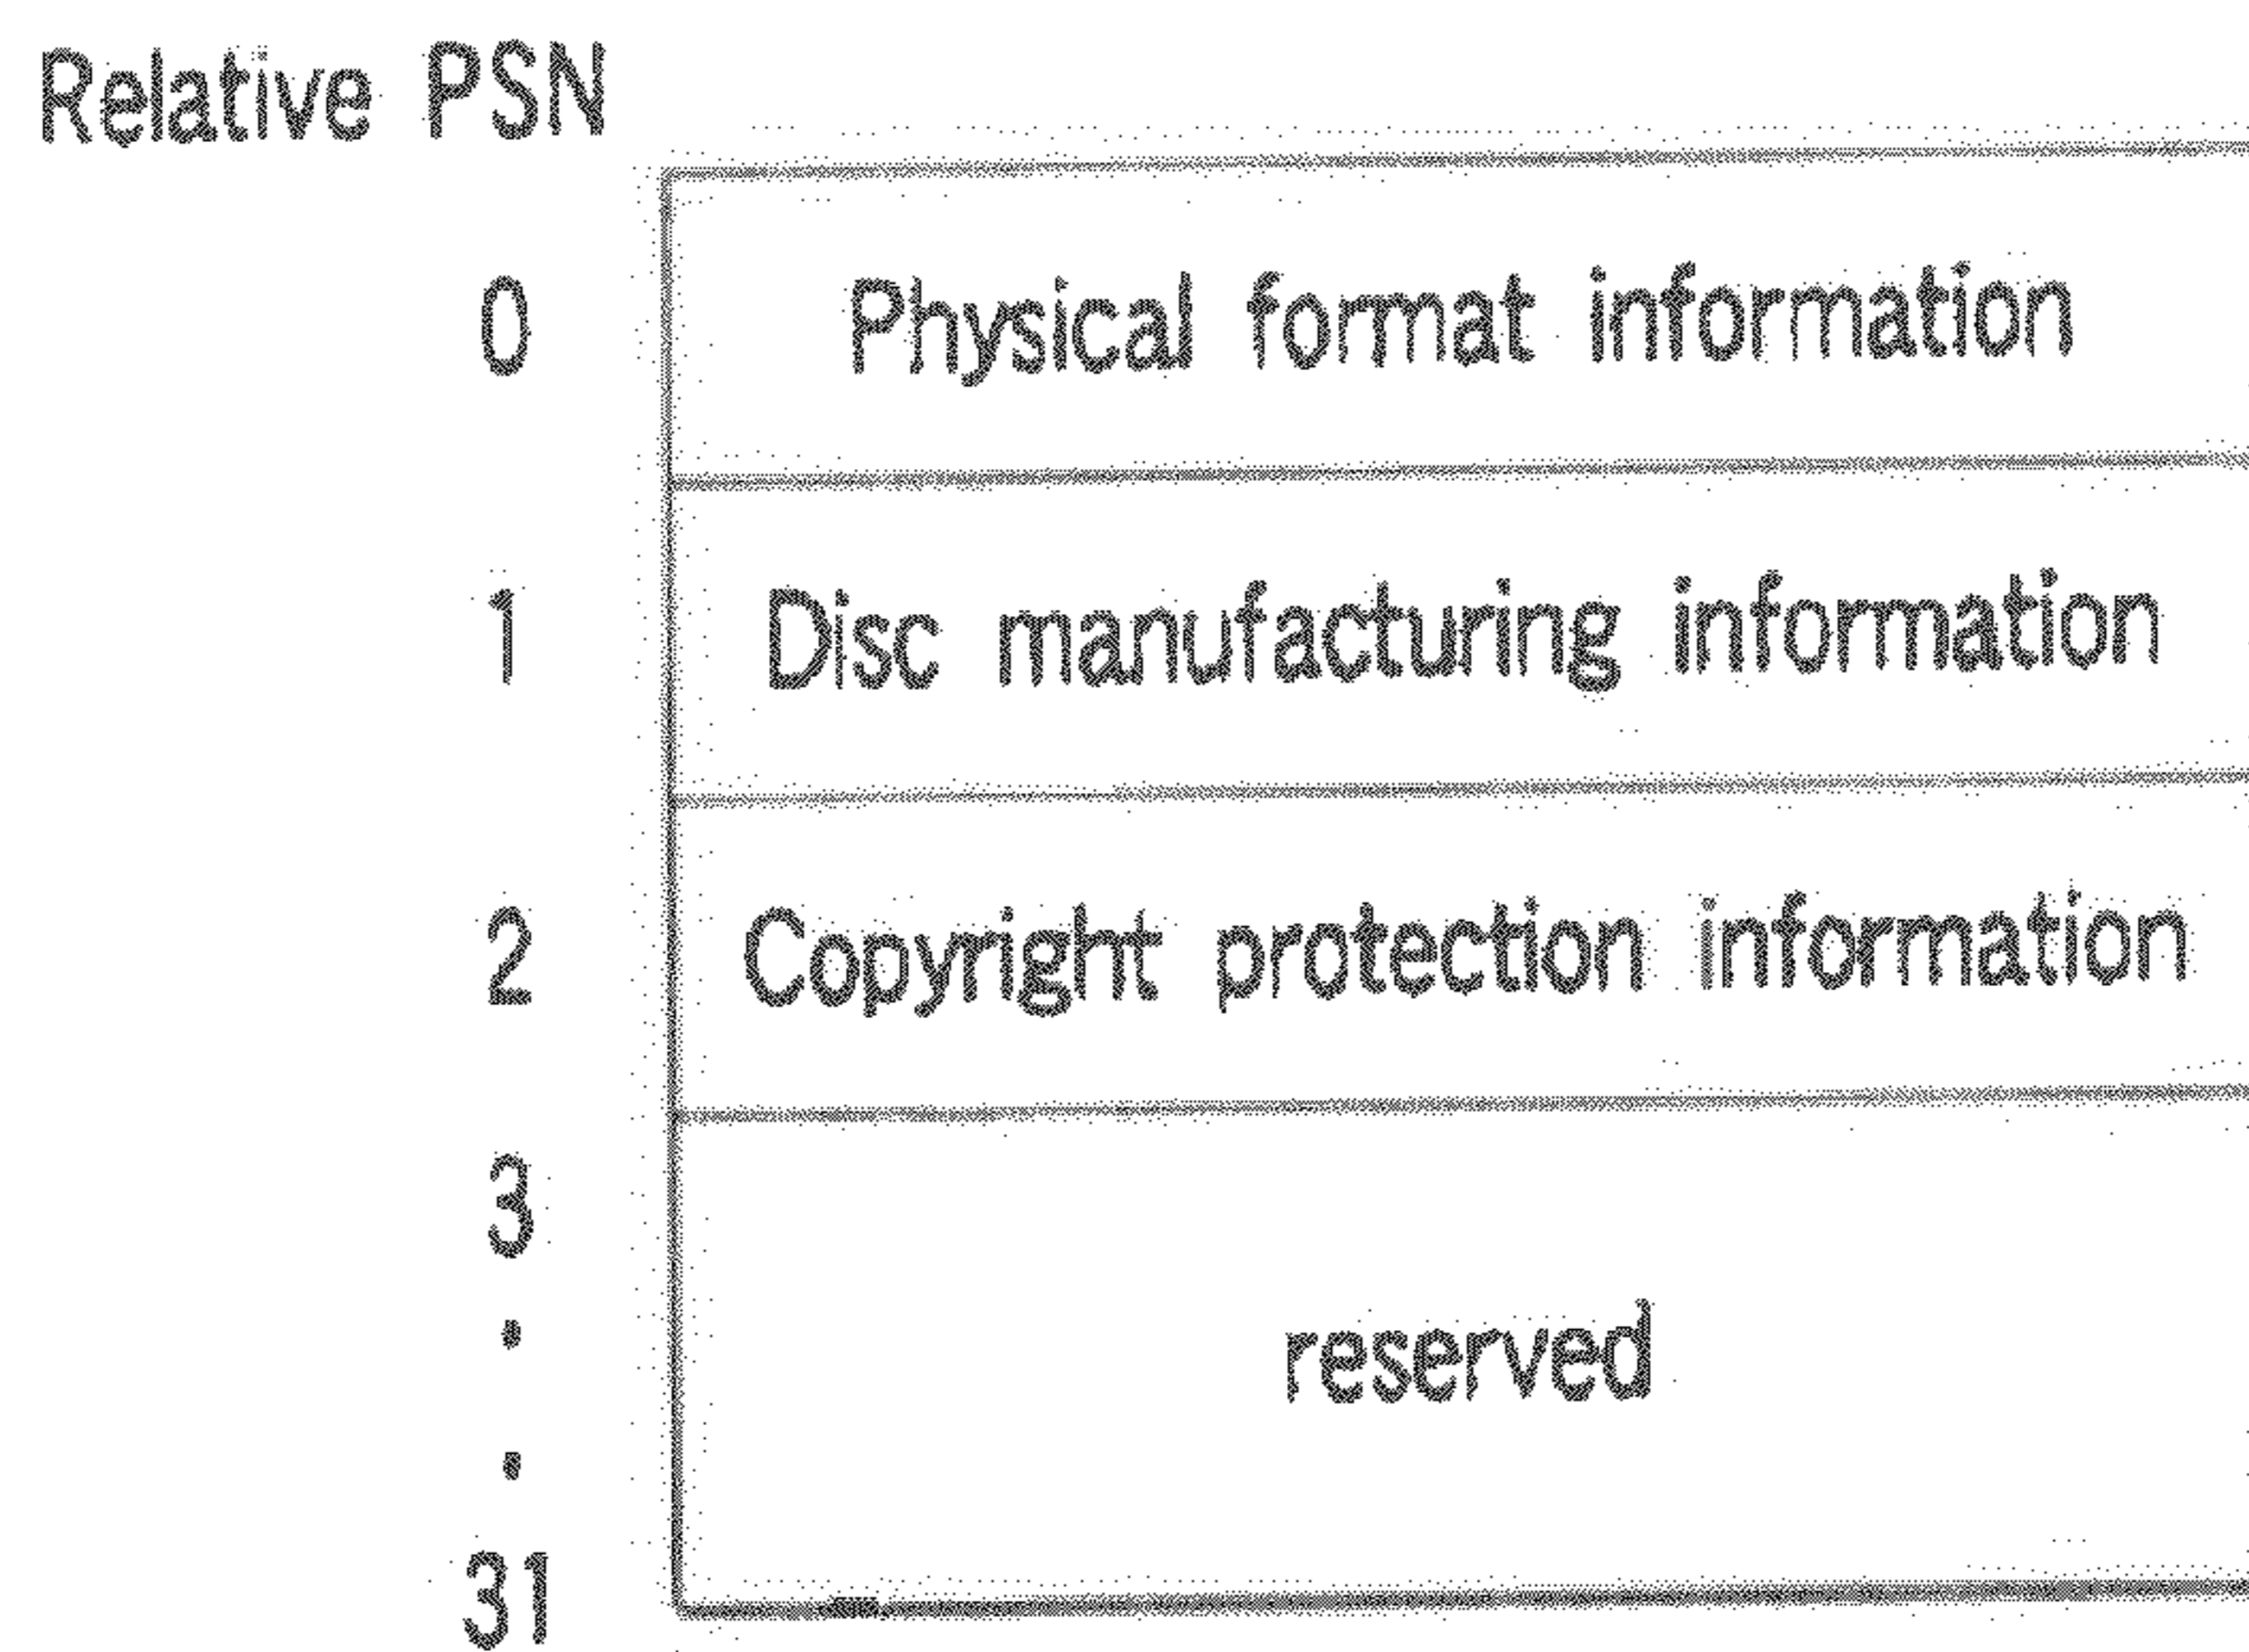 Relative PSN
0 Physical format information
1 Disc manufacturing information
2 Copyright protection information
3
reserved
31